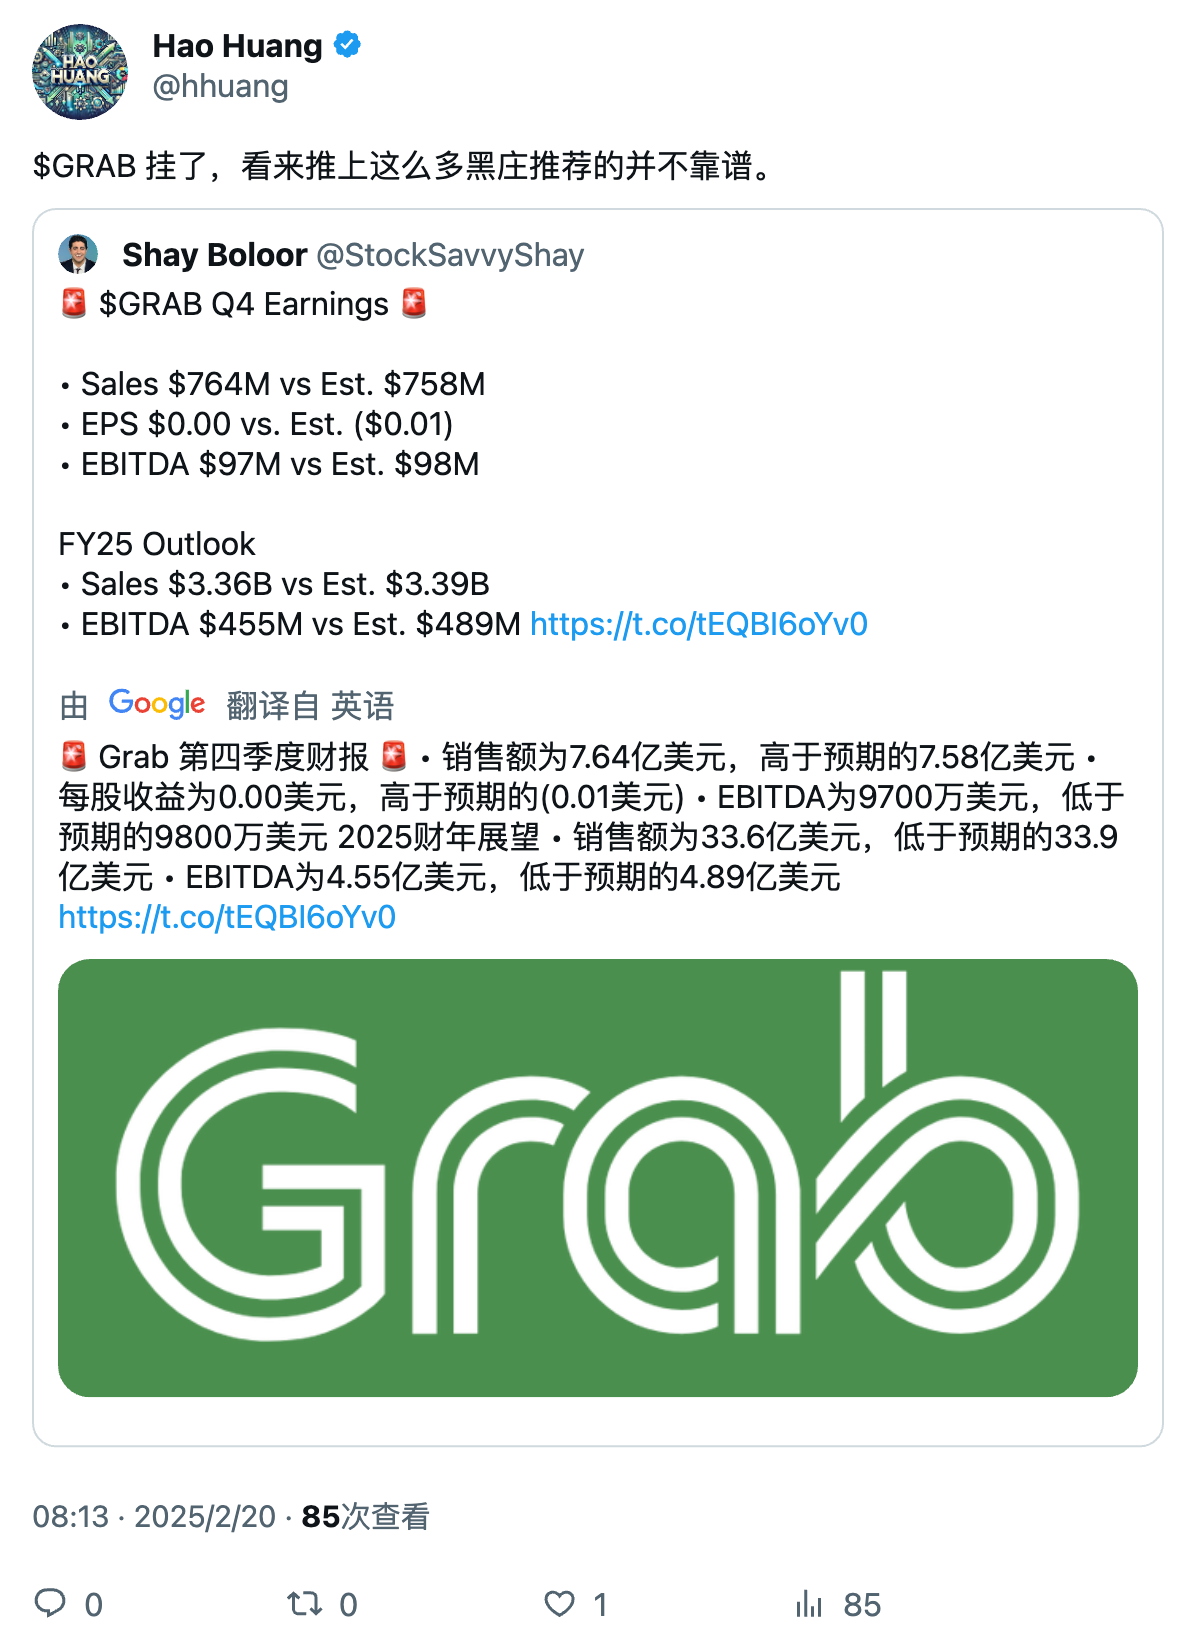 HAO
HUANG
Hao Huang
@hhuang
$GRAB 挂了，看来推上这么多黑庄推荐的并不靠谱。
Shay Boloor @StockSavvyShay
🚨 $GRAB Q4 Earnings 🚨
• Sales $764M vs Est. $758M
• EPS $0.00 vs. Est. ($0.01)
• EBITDA $97M vs Est. $98M
FY25 Outlook
• Sales $3.36B vs Est. $3.39B
• EBITDA $455M vs Est. $489M https://t.co/tEQBI6oYv0
由 Google 翻译自 英语
🚨 Grab 第四季度财报 🚨 • 销售额为7.64亿美元，高于预期的7.58亿美元 •
每股收益为0.00美元，高于预期的(0.01美元) • EBITDA为9700万美元，低于
预期的9800万美元 2025财年展望 • 销售额为33.6亿美元，低于预期的33.9
亿美元 • EBITDA为4.55亿美元，低于预期的4.89亿美元
https://t.co/tEQBI6oYv0
Grab
08:13 · 2025/2/20 · 85次查看
0 0 1 85